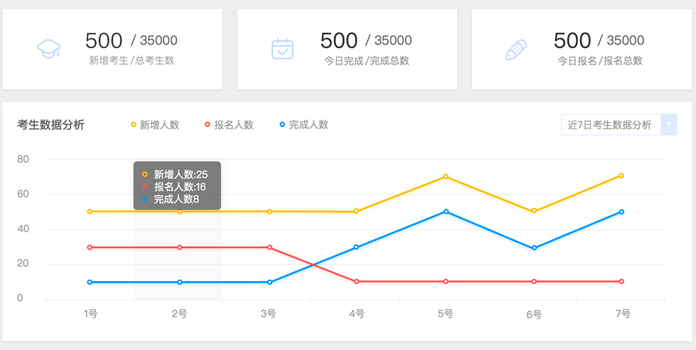 500 / 35000
新增考生/总考生数
500 / 35000
今日完成/完成总数
500 / 35000
今日报名/报名总数
考生数据分析
新增人数
报名人数
完成人数
近7日考生数据分析
80
60
40
20
0
新增人数:25
报名人数:16
完成人数8
1号
2号
3号
4号
5号
6号
7号